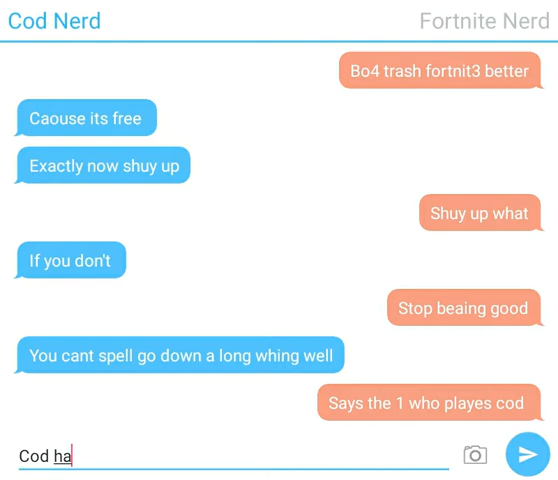 Cod Nerd
Fortnite Nerd
Bo4 trash fortnit3 better
Caouse its free
Exactly now shuy up
Shuy up what
If you don't
Stop beaing good
You cant spell go down a long whing well
Says the 1 who playes cod
Cod ha